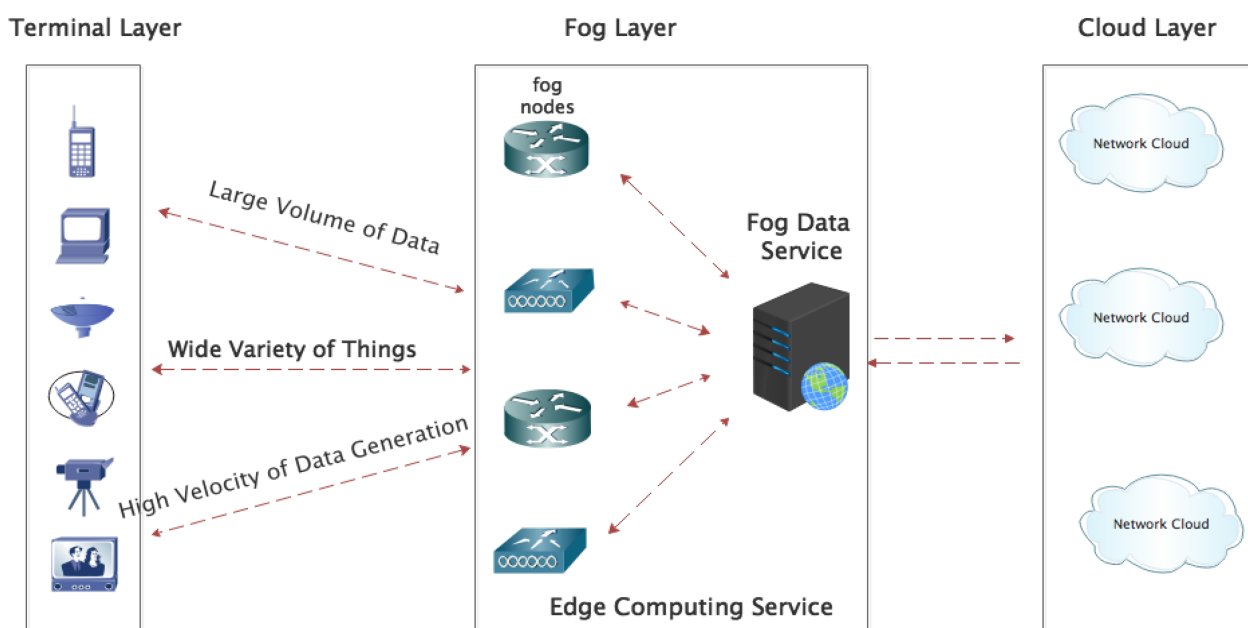 Terminal Layer
Fog Layer
Cloud Layer
fog
nodes
Network Cloud
Large Volume of Data
Fog Data
Service
Network Cloud
Wide Variety of Things
High Velocity of Data Generation
Network Cloud
Edge Computing Service